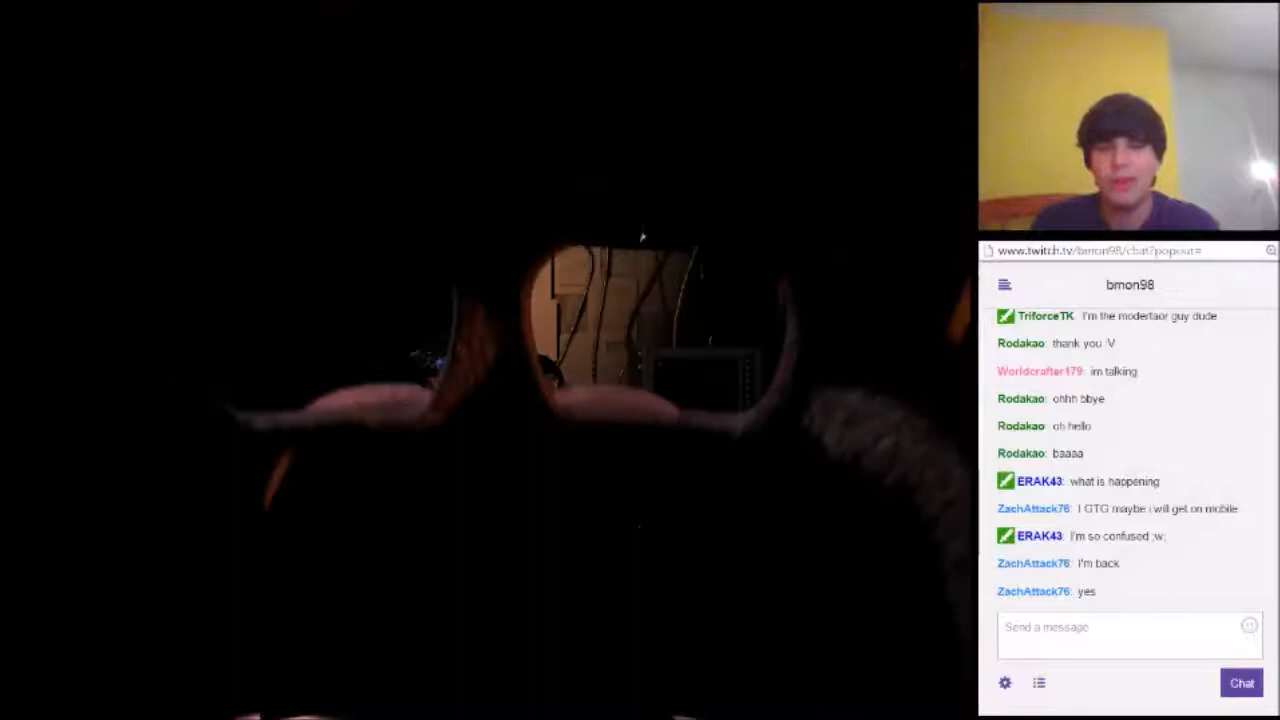 www.twitch.tv/bmon98/chat?popout=
bmon98
TriforceTK I'm the modertaor guy dude
Rodakao: thank you :V
Worldcrafter179: im talking
Rodakao: ohhh bbye
Rodakao: oh hello
Rodakao: baaaa
ERAK43: what is happening
ZachAttack76: I GTG maybe i will get on mobile
ERAK43: I'm so confused ;w;
ZachAttack76: I'm back
ZachAttack76: yes
Send a message
Chat